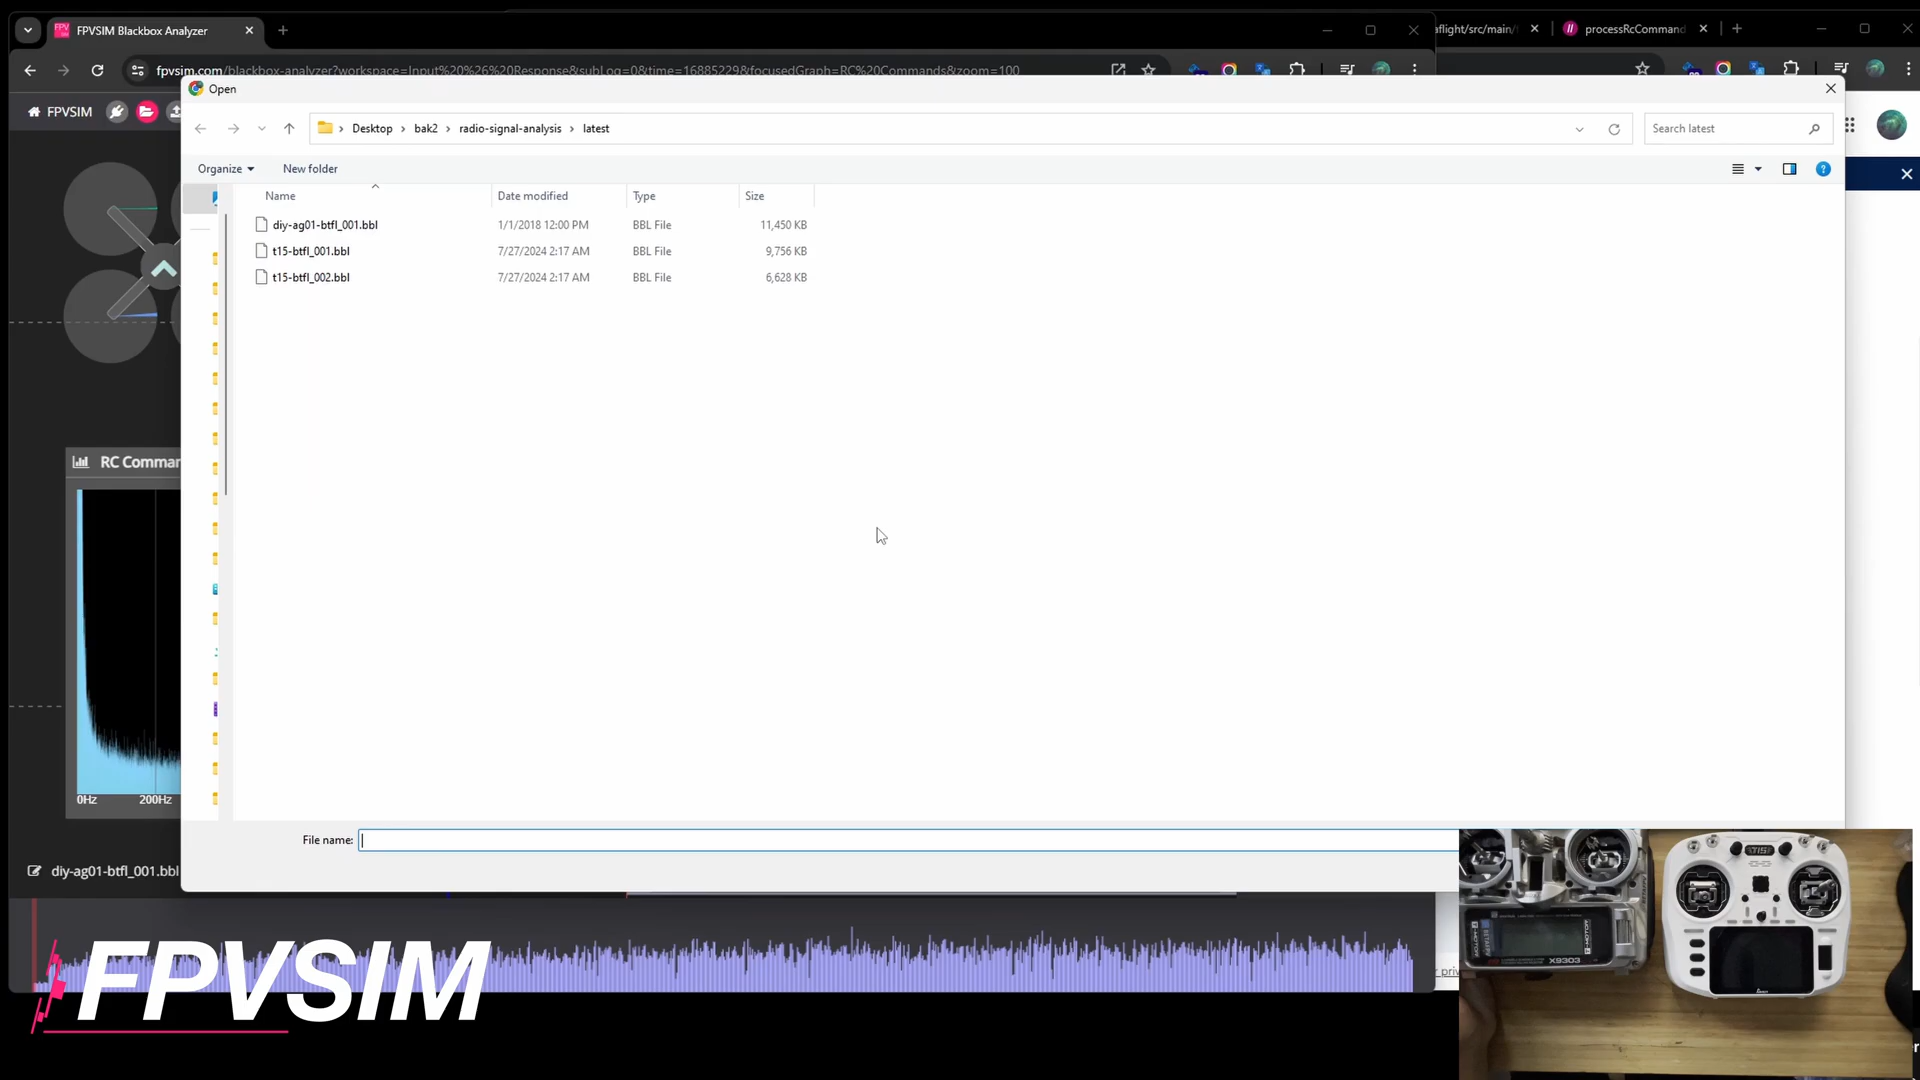 FPVSIM Blackbox Analyzer
aflight/src/main/
processRcCommand
fpvsim.com/blackbox-analyzer?workspace=Input%20%26%20Response&subLog=0&time=16885229&focusedGraph=RC%20Commands&zoom=100
FPVSIM
Open
Desktop > bak2 > radio-signal-analysis > latest
Search latest
Organize
New folder
Name
Date modified
Type
Size
diy-ag01-btfl_001.bbl
1/1/2018 12:00 PM
BBL File
11,450 KB
t15-btfl_001.bbl
7/27/2024 2:17 AM
BBL File
9,756 KB
t15-btfl_002.bbl
7/27/2024 2:17 AM
BBL File
6,628 KB
RC Comman
0Hz
200Hz
File name:
diy-ag01-btfl_001.bbl
T15
X9303
r priv
FPVSIM